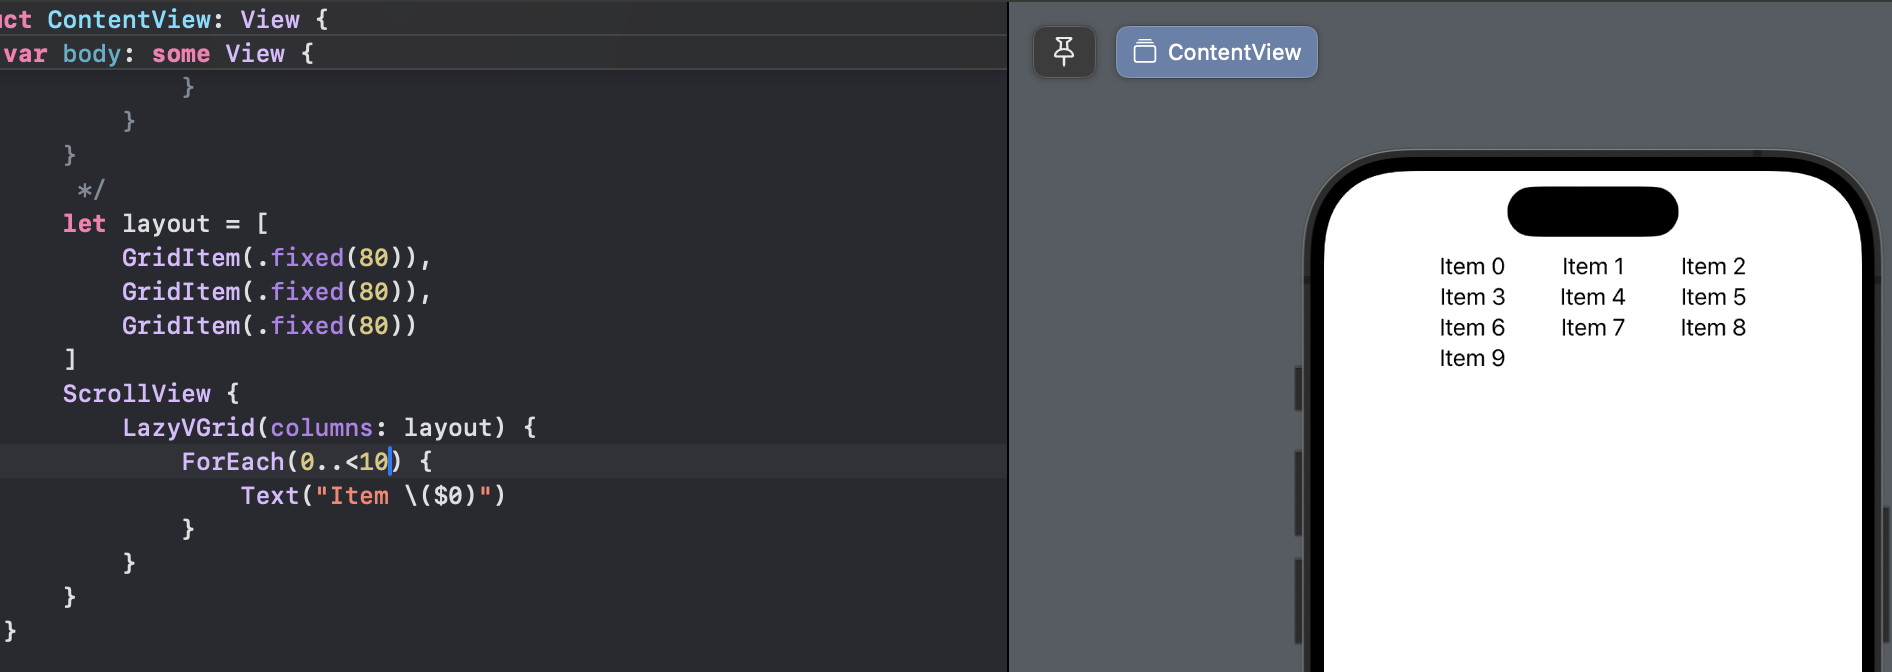 uct ContentView: View {
var body: some View {
}
}
}
*/
let layout = [
GridItem(.fixed(80)),
GridItem(.fixed(80)),
GridItem(.fixed(80))
]
ScrollView {
LazyVGrid(columns: layout) {
ForEach(0..<10) {
Text("Item \($0)")
}
}
}
}
ContentView
Item 0 Item 1 Item 2
Item 3 Item 4 Item 5
Item 6 Item 7 Item 8
Item 9